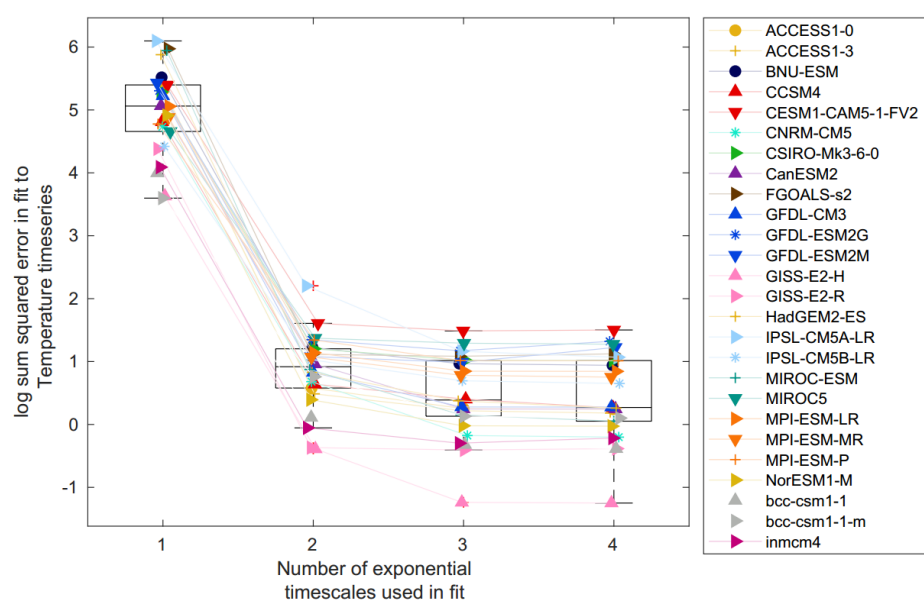 log sum squared error in fit to
Temperature timeseries
6
5
4
3
2
1
0
-1
1
2
3
4
Number of exponential
timescales used in fit
ACCESS1-0
ACCESS1-3
BNU-ESM
CCSM4
CESM1-CAM5-1-FV2
CNRM-CM5
CSIRO-Mk3-6-0
CanESM2
FGOALS-s2
GFDL-CM3
GFDL-ESM2G
GFDL-ESM2M
GISS-E2-H
GISS-E2-R
HadGEM2-ES
IPSL-CM5A-LR
IPSL-CM5B-LR
MIROC-ESM
MIROC5
MPI-ESM-LR
MPI-ESM-MR
MPI-ESM-P
NorESM1-M
bcc-csm1-1
bcc-csm1-1-m
inmcm4